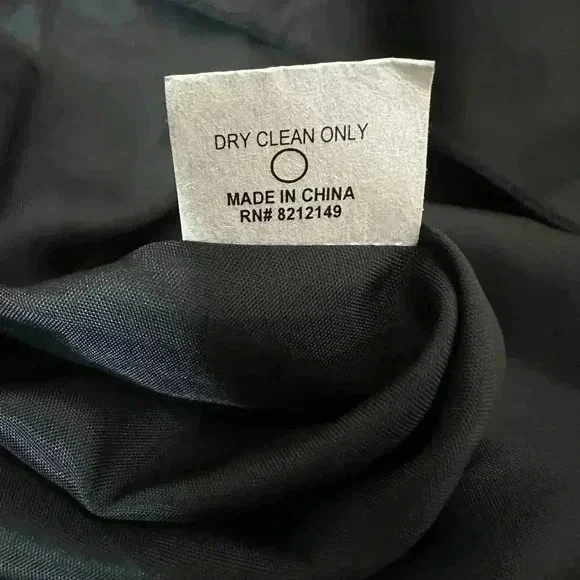 DRY CLEAN ONLY
MADE IN CHINA
RN# 8212149